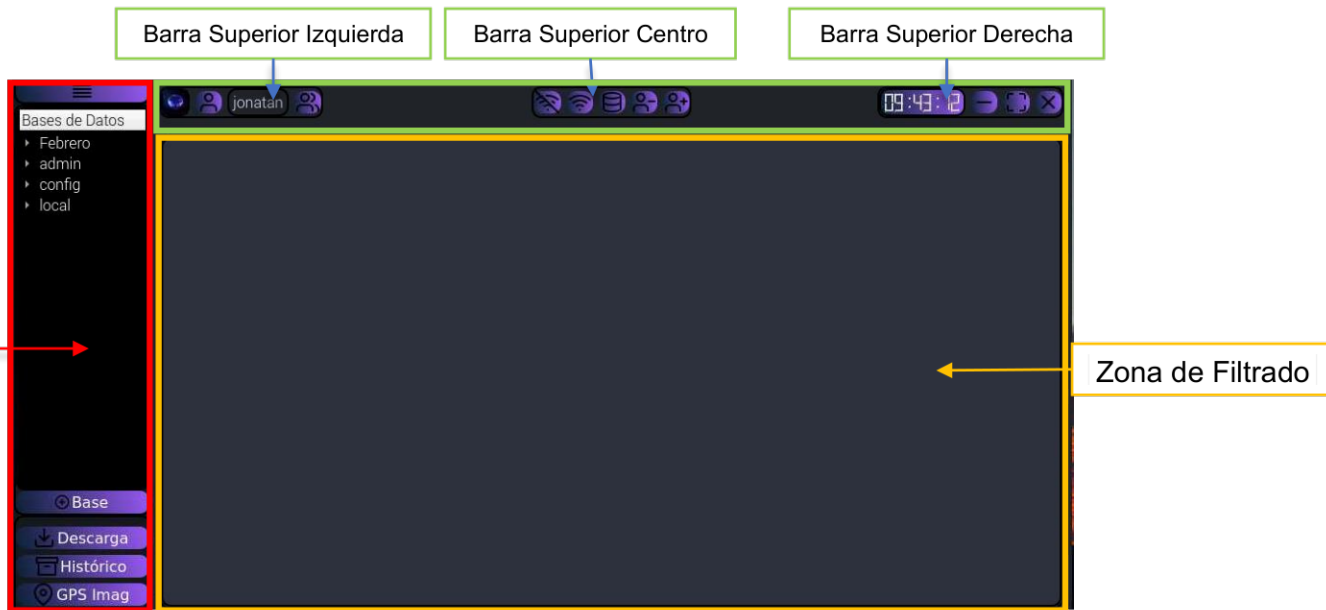 Barra Superior Izquierda
Barra Superior Centro
Barra Superior Derecha
jonatan
09:43:12
Bases de Datos
Febrero
admin
config
local
Zona de Filtrado
Base
Descarga
Histórico
GPS Imag